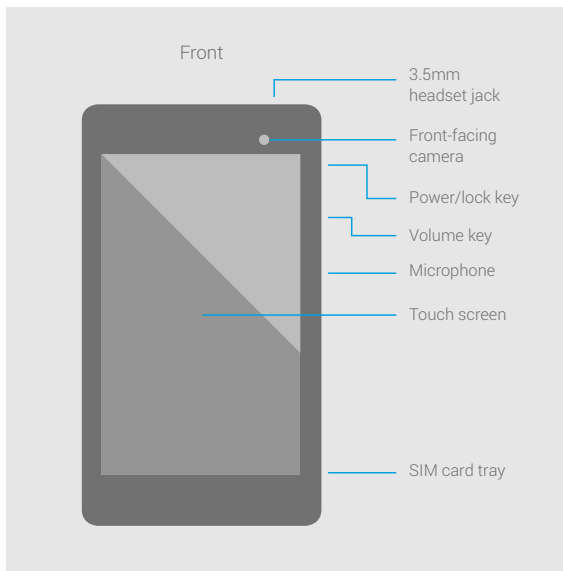 Front
3.5mm
headset jack
Front-facing
camera
Power/lock key
Volume key
Microphone
Touch screen
SIM card tray